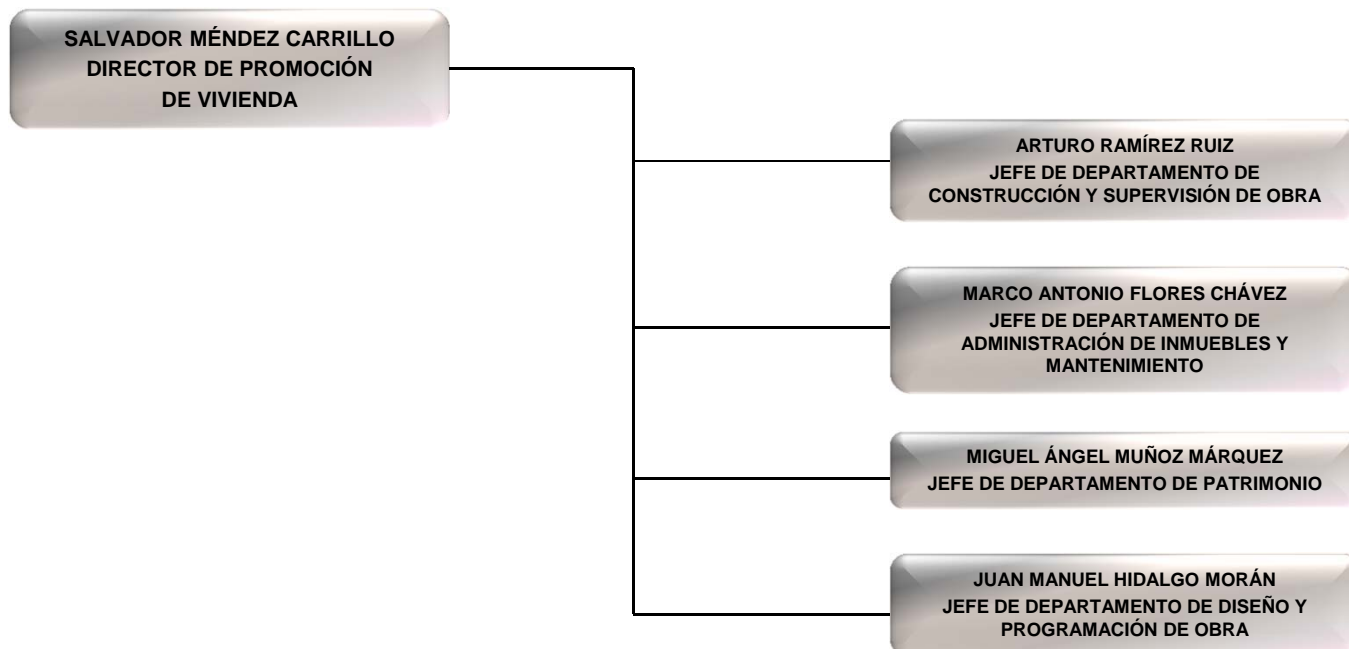 SALVADOR MÉNDEZ CARRILLO
DIRECTOR DE PROMOCIÓN
DE VIVIENDA
ARTURO RAMÍREZ RUIZ
JEFE DE DEPARTAMENTO DE
CONSTRUCCIÓN Y SUPERVISIÓN DE OBRA
MARCO ANTONIO FLORES CHÁVEZ
JEFE DE DEPARTAMENTO DE
ADMINISTRACIÓN DE INMUEBLES Y
MANTENIMIENTO
MIGUEL ÁNGEL MUÑOZ MÁRQUEZ
JEFE DE DEPARTAMENTO DE PATRIMONIO
JUAN MANUEL HIDALGO MORÁN
JEFE DE DEPARTAMENTO DE DISEÑO Y
PROGRAMACIÓN DE OBRA